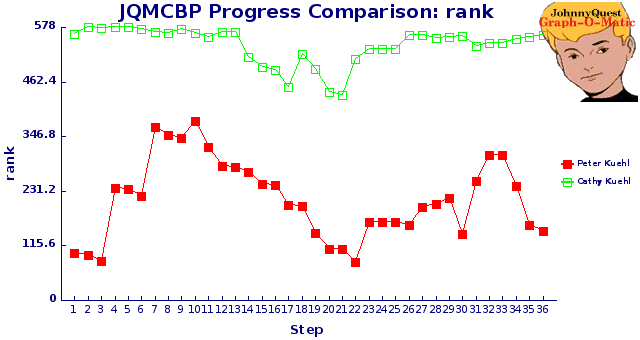 JQMCBP Progress Comparison: rank
JohnnyQuest
Graph-O-Matic
578
462.4
346.8
231.2
115.6
0
rank
Peter Kuehl
Cathy Kuehl
1 2 3 4 5 6 7 8 9 10 11 12 13 14 15 16 17 18 19 20 21 22 23 24 25 26 27 28 29 30 31 32 33 34 35 36
Step